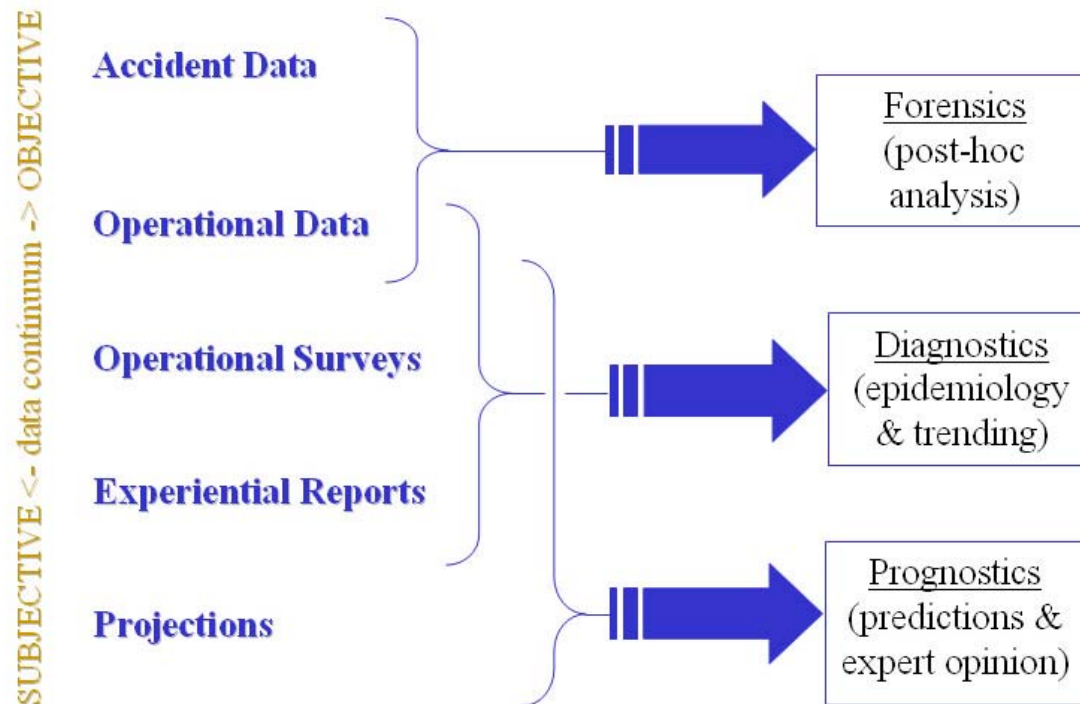 SUBJECTIVE <- data continuum -> OBJECTIVE
Accident Data
Operational Data
Operational Surveys
Experiential Reports
Projections
Forensics
(post-hoc
analysis)
Diagnostics
(epidemiology
& trending)
Prognostics
(predictions &
expert opinion)